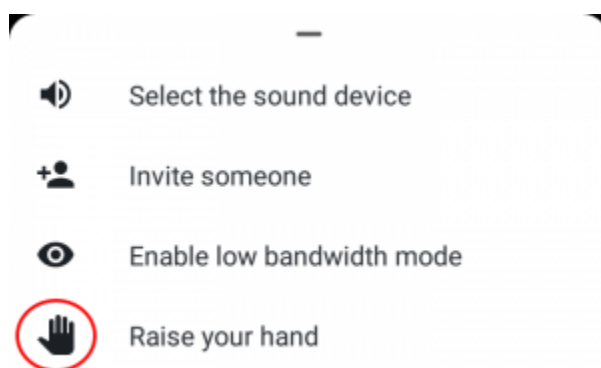 Select the sound device
Invite someone
Enable low bandwidth mode
Raise your hand